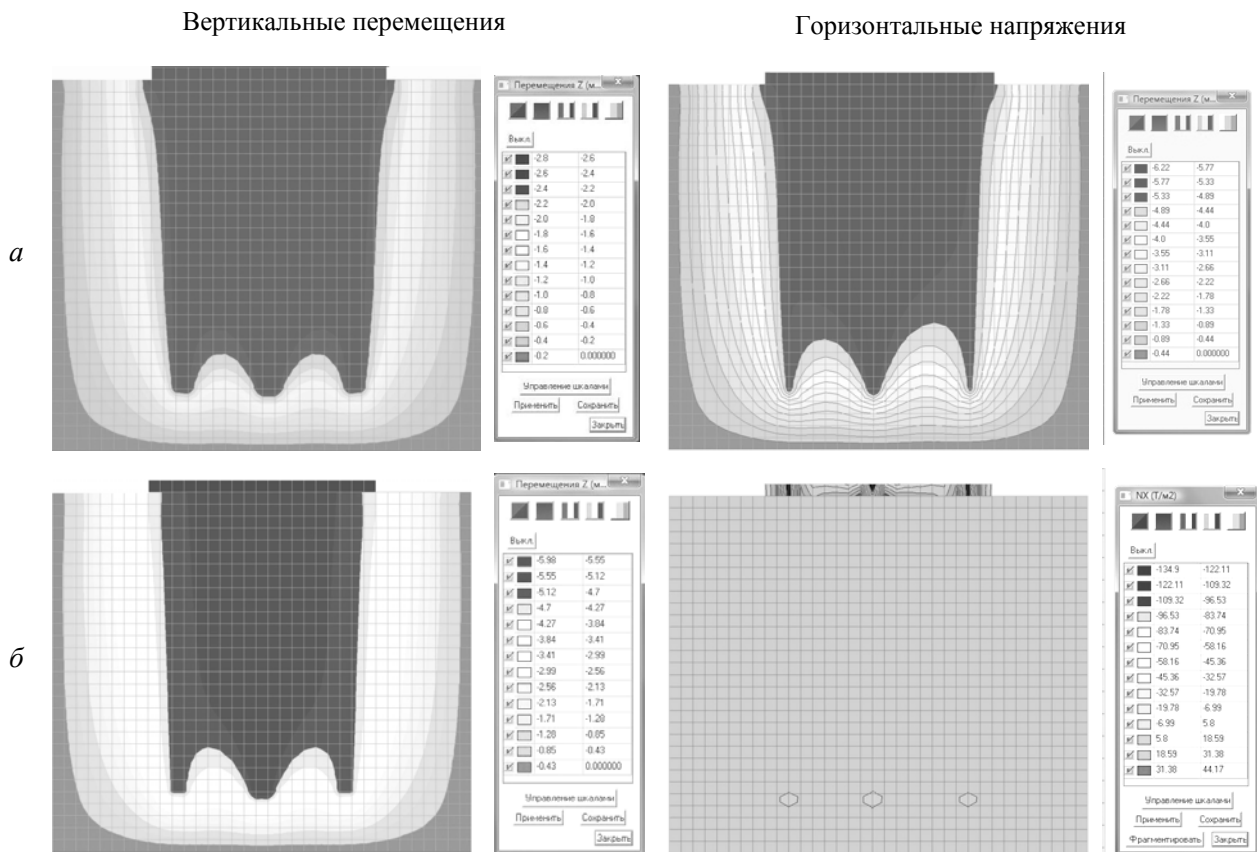 Вертикальные перемещения
Горизонтальные напряжения
а
Перемещения Z (м...
Выкл.
-2.8 -2.6
-2.6 -2.4
-2.4 -2.2
-2.2 -2.0
-2.0 -1.8
-1.8 -1.6
-1.6 -1.4
-1.4 -1.2
-1.2 -1.0
-1.0 -0.8
-0.8 -0.6
-0.6 -0.4
-0.4 -0.2
-0.2 0.000000
Управление шкалами
Применить Сохранить
Закрыть
Перемещения Z (м...
Выкл.
-6.22 -5.77
-5.77 -5.33
-5.33 -4.89
-4.89 -4.44
-4.44 -4.0
-4.0 -3.55
-3.55 -3.11
-3.11 -2.66
-2.66 -2.22
-2.22 -1.78
-1.78 -1.33
-1.33 -0.89
-0.89 -0.44
-0.44 0.000000
Управление шкалами
Применить Сохранить
Закрыть
б
Перемещения Z (м...
Выкл.
-5.98 -5.55
-5.55 -5.12
-5.12 -4.7
-4.7 -4.27
-4.27 -3.84
-3.84 -3.41
-3.41 -2.99
-2.99 -2.56
-2.56 -2.13
-2.13 -1.71
-1.71 -1.28
-1.28 -0.85
-0.85 -0.43
-0.43 0.000000
Управление шкалами
Применить Сохранить
Закрыть
NX (Т/м2)
Выкл.
-134.9 -122.11
-122.11 -109.32
-109.32 -96.53
-96.53 -83.74
-83.74 -70.95
-70.95 -58.16
-58.16 -45.36
-45.36 -32.57
-32.57 -19.78
-19.78 -6.99
-6.99 5.8
5.8 18.59
18.59 31.38
31.38 44.17
Управление шкалами
Применить Сохранить
Фрагментировать Закрыть